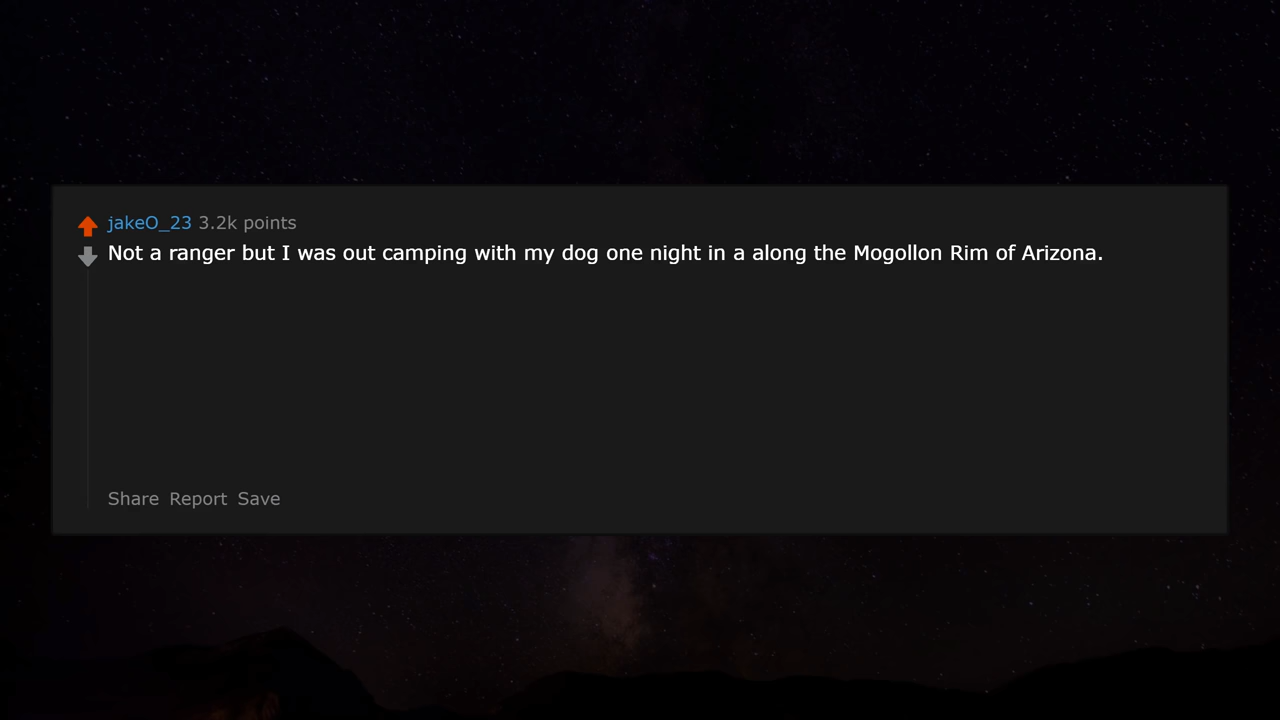 jakeO_23 3.2k points
Not a ranger but I was out camping with my dog one night in a along the Mogollon Rim of Arizona.
Share Report Save